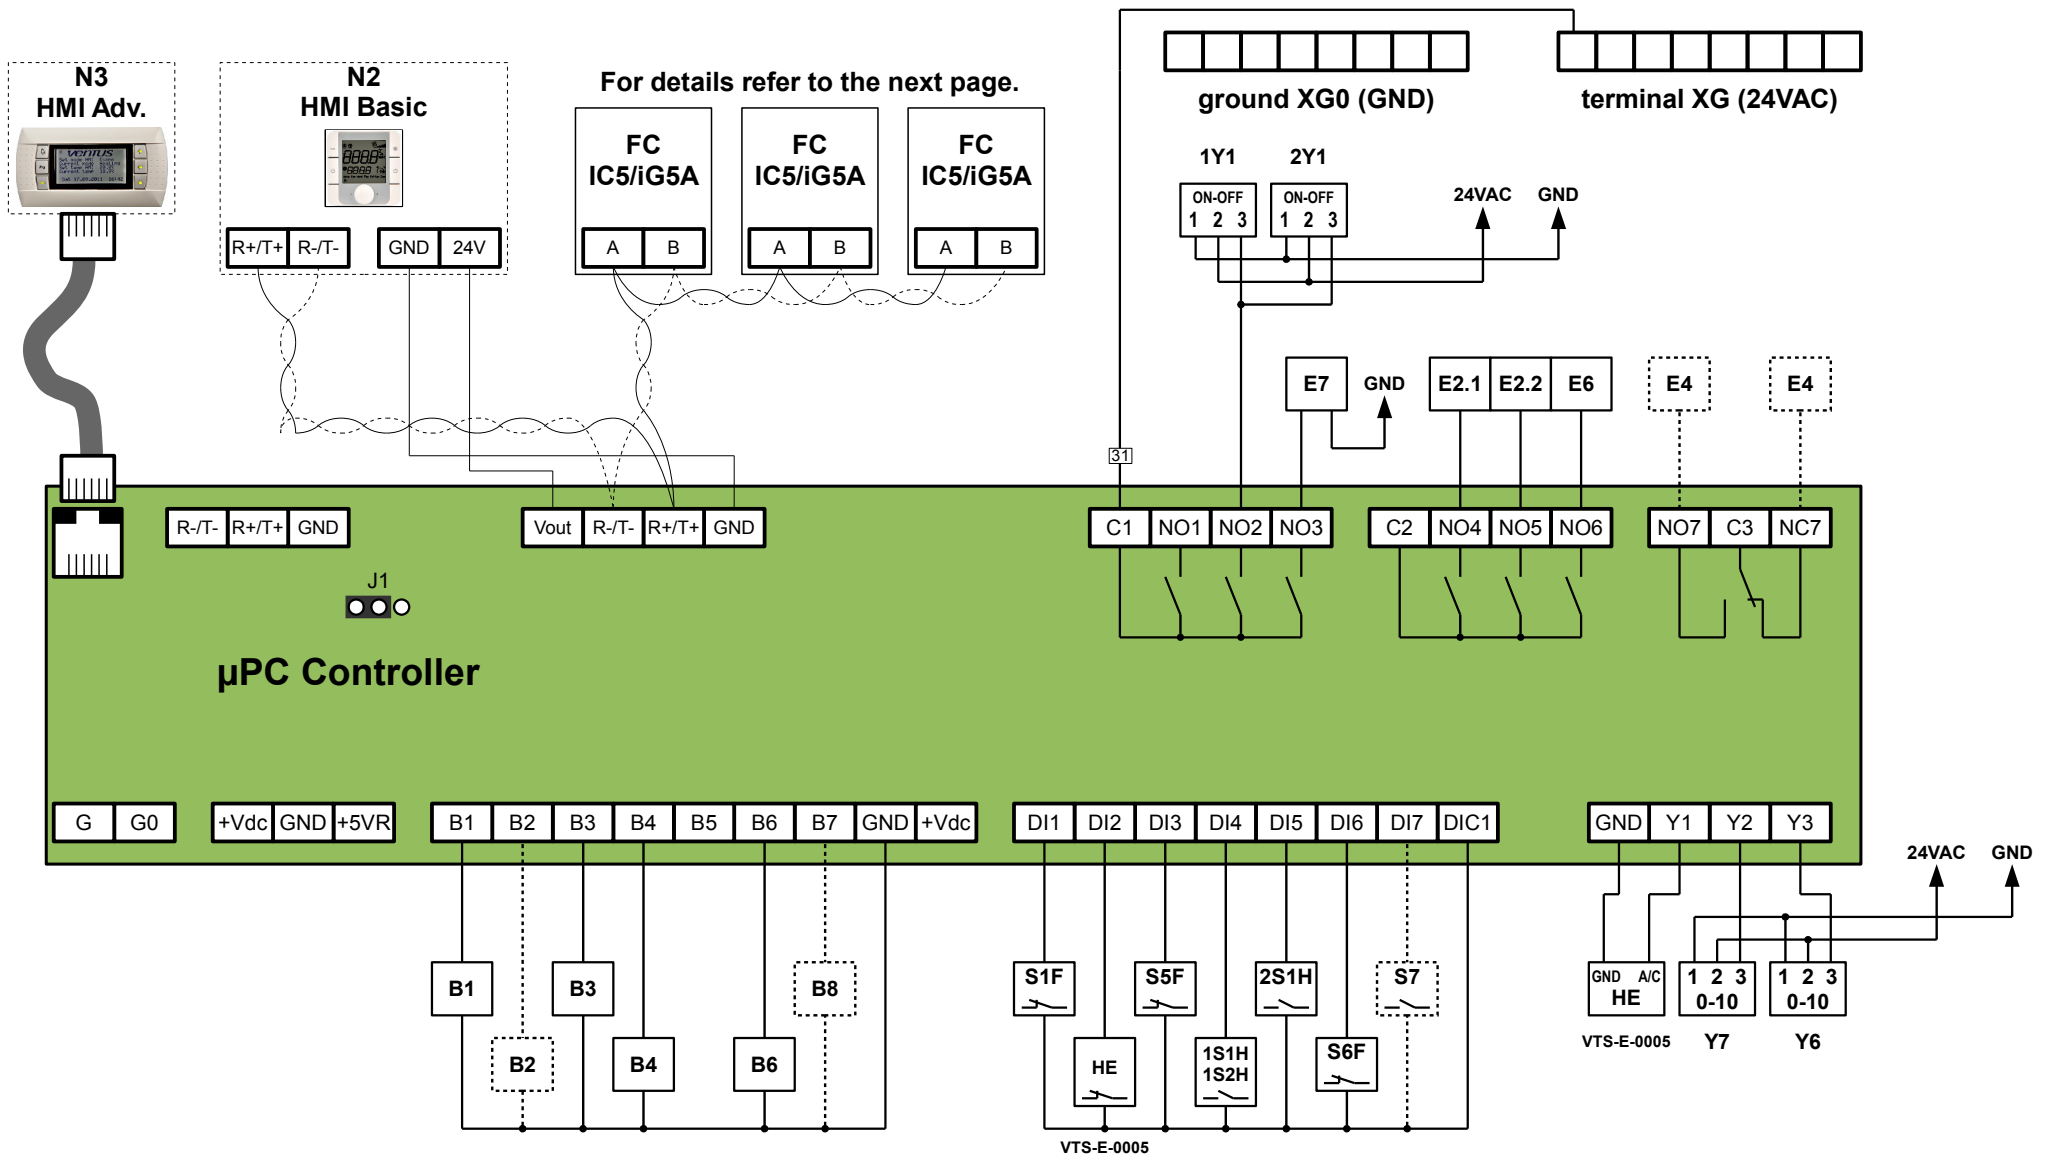 N3
HMI Adv.
N2
HMI Basic
For details refer to the next page.
ground XG0 (GND)
terminal XG (24VAC)
FC
IC5/iG5A
FC
IC5/iG5A
FC
IC5/iG5A
ventus
R+/T+ R-/T- GND 24V
A B
A B
A B
1Y1 2Y1
ON-OFF
1 2 3
ON-OFF
1 2 3
24VAC GND
E7 GND E2.1 E2.2 E6 E4 E4
31
R-/T- R+/T+ GND
Vout R-/T- R+/T+ GND
C1 NO1 NO2 NO3
C2 NO4 NO5 NO6
NO7 C3 NC7
J1
µPC Controller
G G0
+Vdc GND +5VR
B1 B2 B3 B4 B5 B6 B7 GND +Vdc
DI1 DI2 DI3 DI4 DI5 DI6 DI7 DIC1
GND Y1 Y2 Y3
24VAC GND
B1 B3 B8
B2 B4 B6
S1F S5F 2S1H S7
HE
1S1H
1S2H
S6F
VTS-E-0005
GND A/C
HE
1 2 3
0-10
1 2 3
0-10
VTS-E-0005 Y7 Y6